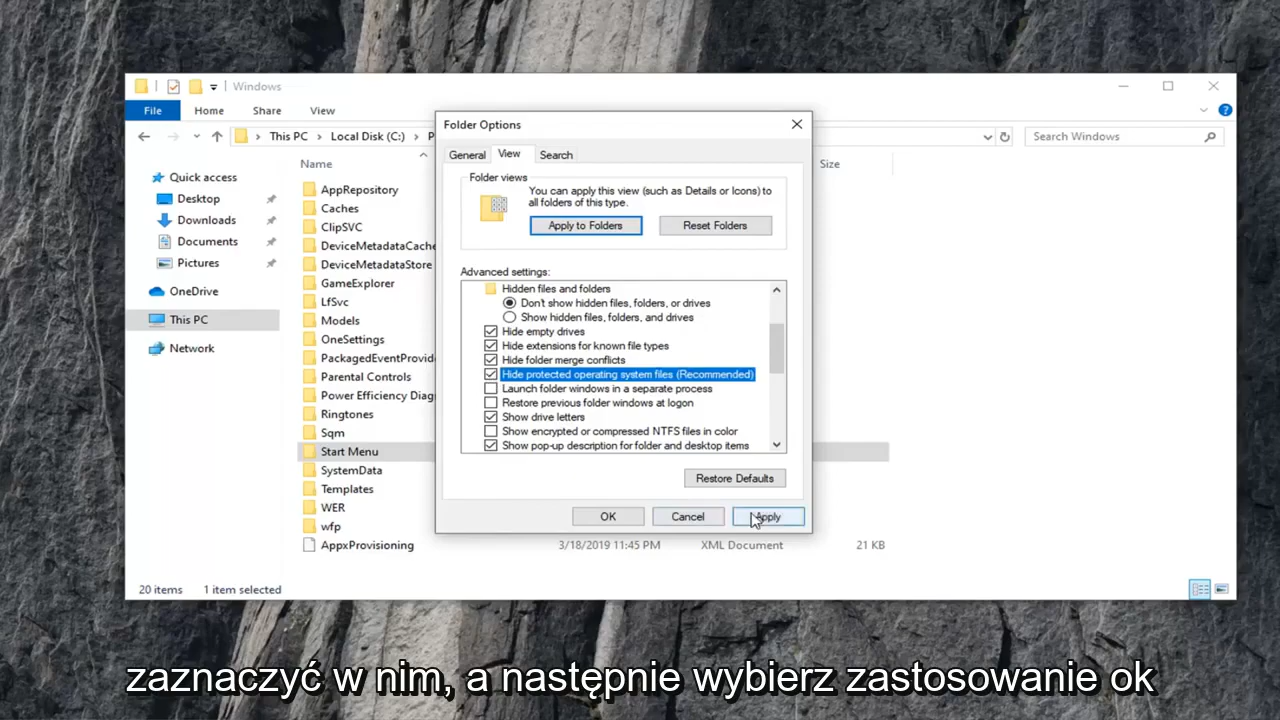 Windows
File Home Share View
This PC Local Disk (C:) P
Search Windows
Quick access
Desktop
Downloads
Documents
Pictures
OneDrive
This PC
Network
Name
Size
AppRepository
Caches
ClipSVC
DeviceMetadataCache
DeviceMetadataStore
GameExplorer
LfSvc
Models
OneSettings
PackagedEventProvide
Parental Controls
Power Efficiency Diagn
Ringtones
Sqm
Start Menu
SystemData
Templates
WER
wfp
AppxProvisioning 3/18/2019 11:45 PM XML Document 21 KB
20 items 1 item selected
Folder Options
General View Search
Folder views
You can apply this view (such as Details or Icons) to
all folders of this type.
Apply to Folders Reset Folders
Advanced settings:
Hidden files and folders
Don't show hidden files, folders, or drives
Show hidden files, folders, and drives
Hide empty drives
Hide extensions for known file types
Hide folder merge conflicts
Hide protected operating system files (Recommended)
Launch folder windows in a separate process
Restore previous folder windows at logon
Show drive letters
Show encrypted or compressed NTFS files in color
Show pop-up description for folder and desktop items
Restore Defaults
OK Cancel Apply
zaznaczyć w nim, a następnie wybierz zastosowanie ok